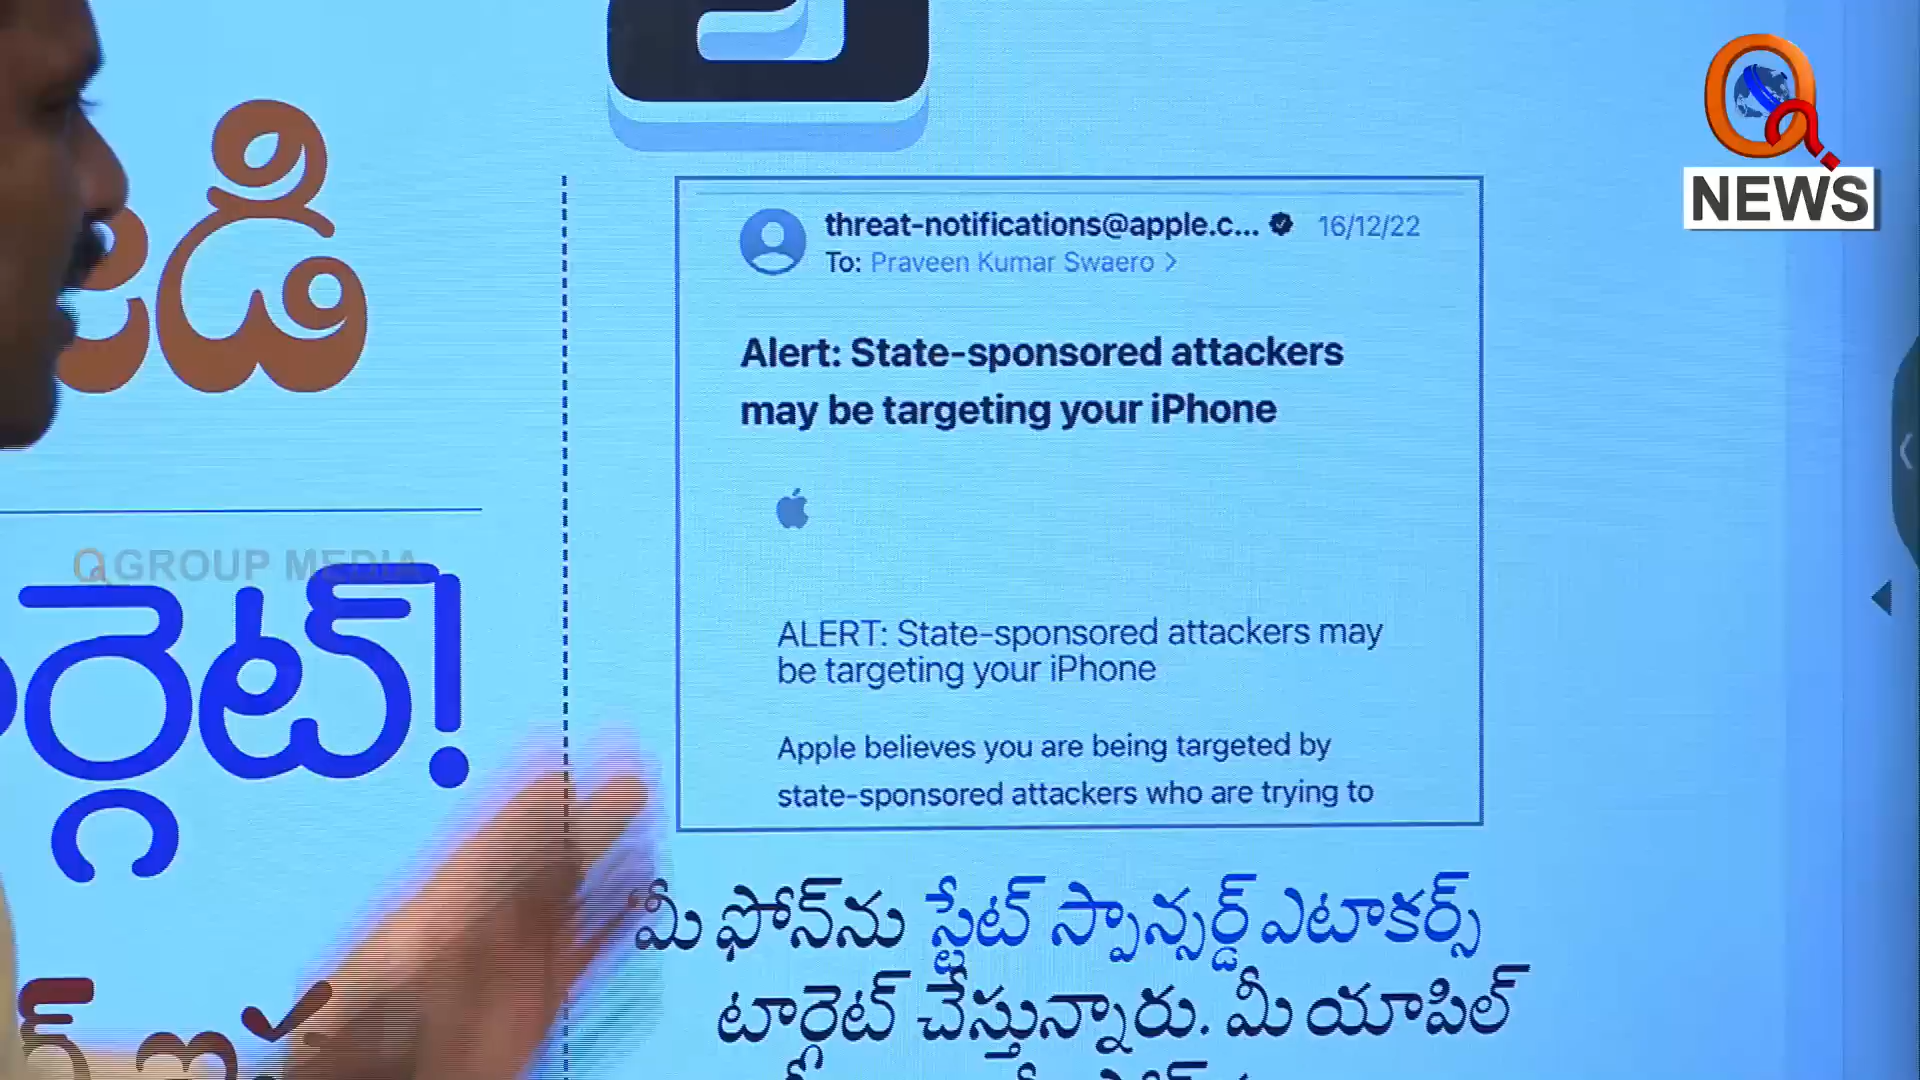 NEWS
threat-notifications@apple.c... 16/12/22
To: Praveen Kumar Swaero >
Alert: State-sponsored attackers
may be targeting your iPhone
ALERT: State-sponsored attackers may
be targeting your iPhone
Apple believes you are being targeted by
state-sponsored attackers who are trying to
GROUP MEDIA
‘మీ ఫోన్‌ను స్టేట్ స్పాన్సర్డ్ ఎటాకర్స్
టార్గెట్ చేస్తున్నారు. మీ యాపిల్